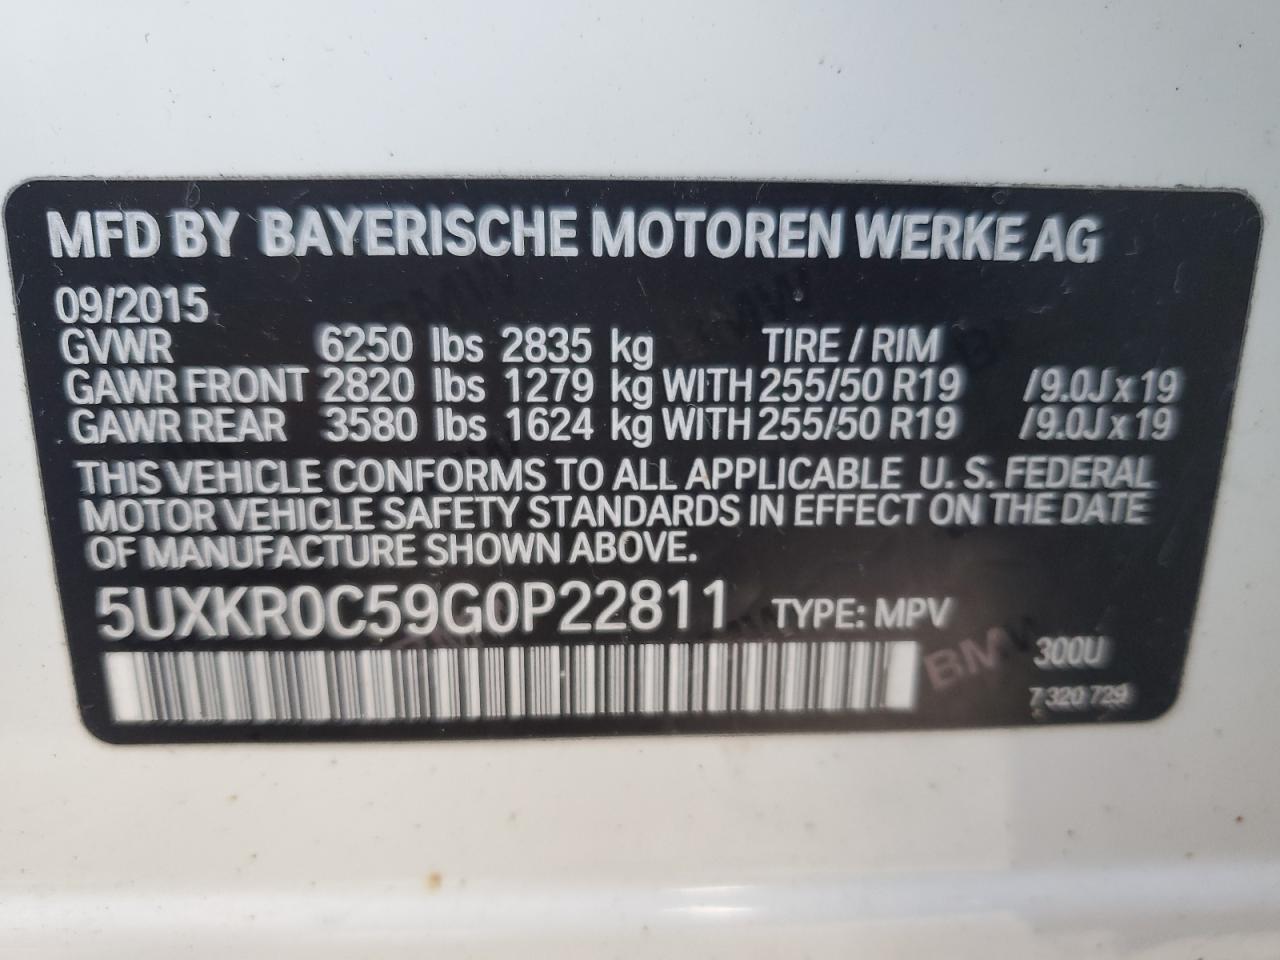 MFD BY BAYERISCHE MOTOREN WERKE AG
09/2015
GVWR 6250 lbs 2835 kg TIRE / RIM
GAWR FRONT 2820 lbs 1279 kg WITH 255/50 R19 /9.0J x 19
GAWR REAR 3580 lbs 1624 kg WITH 255/50 R19 /9.0J x 19
THIS VEHICLE CONFORMS TO ALL APPLICABLE U. S. FEDERAL
MOTOR VEHICLE SAFETY STANDARDS IN EFFECT ON THE DATE
OF MANUFACTURE SHOWN ABOVE.
5UXKR0C59G0P22811 TYPE: MPV
BMW 300U
7 320 729